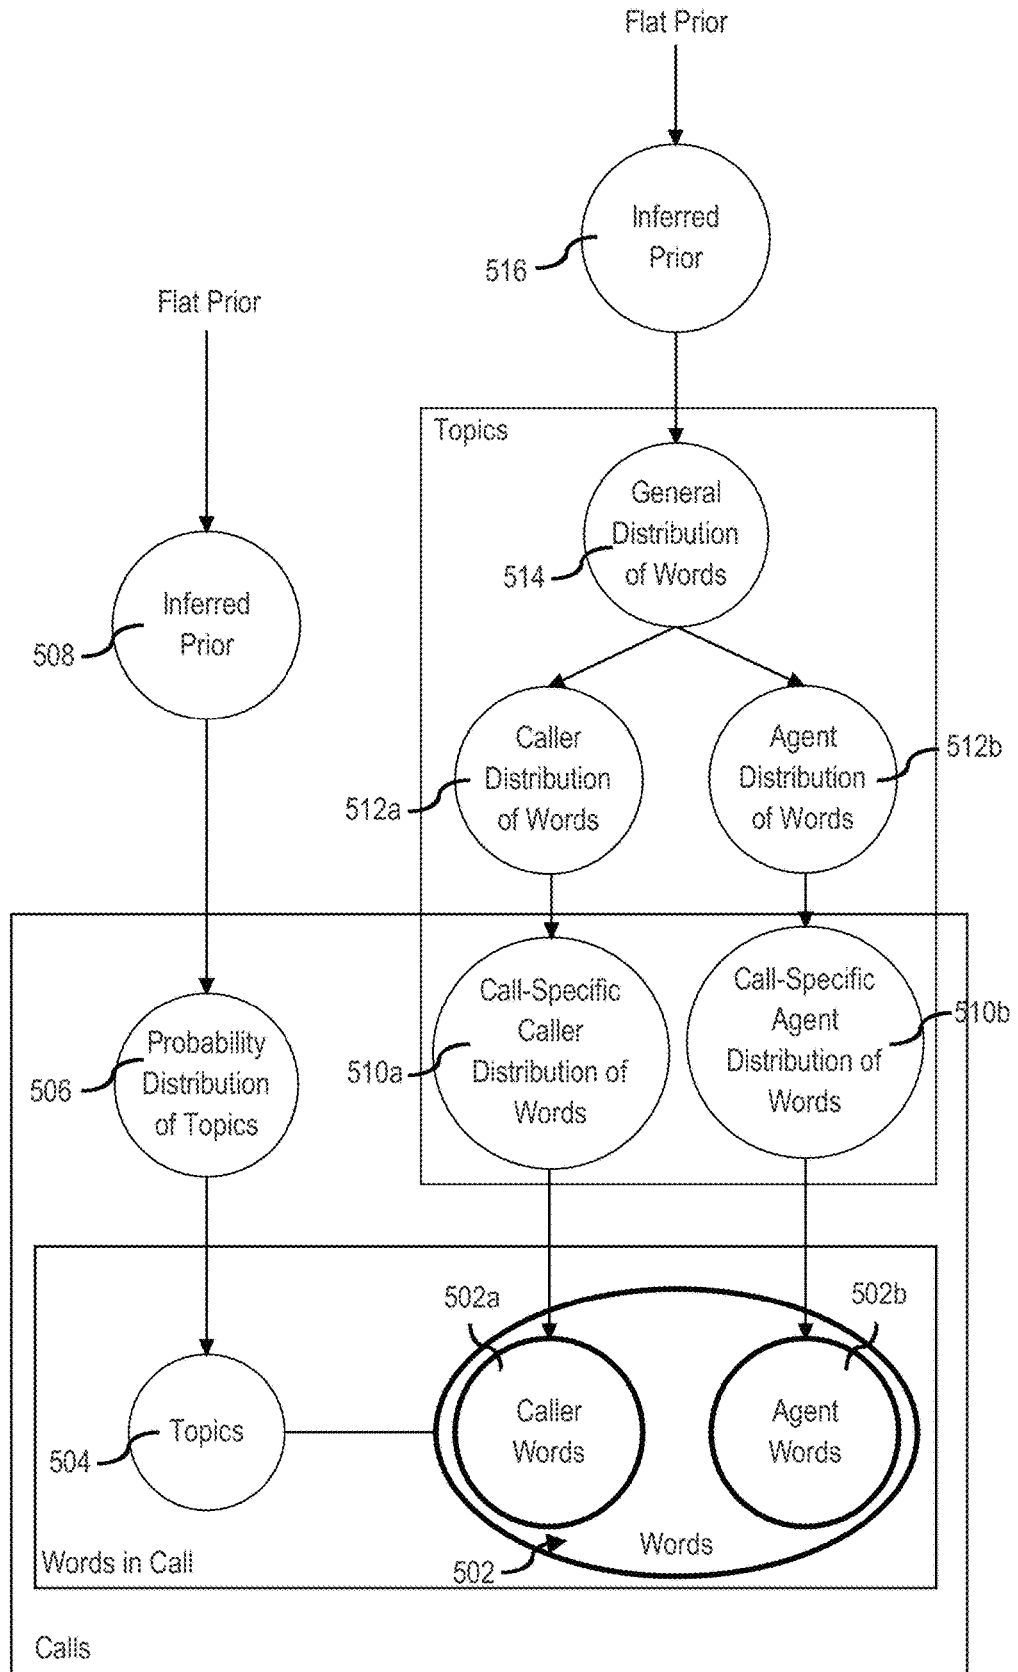 Flat Prior
Inferred
Prior
516
Flat Prior
Topics
General
Distribution
of Words
514
Inferred
Prior
508
Caller
Distribution
of Words
512a
Agent
Distribution
of Words
512b
Call-Specific
Caller
Distribution of
Words
510a
Call-Specific
Agent
Distribution of
Words
510b
Probability
Distribution
of Topics
506
502a
502b
Topics
504
Caller
Words
Agent
Words
Words
502
Words in Call
Calls